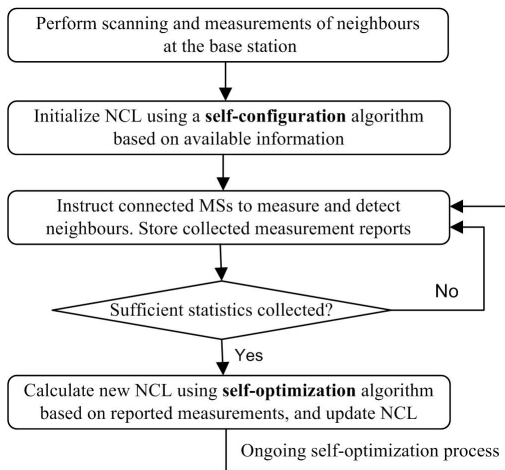 Perform scanning and measurements of neighbours
at the base station
Initialize NCL using a self-configuration algorithm
based on available information
Instruct connected MSs to measure and detect
neighbours. Store collected measurement reports
Sufficient statistics collected?
No
Yes
Calculate new NCL using self-optimization algorithm
based on reported measurements, and update NCL
Ongoing self-optimization process